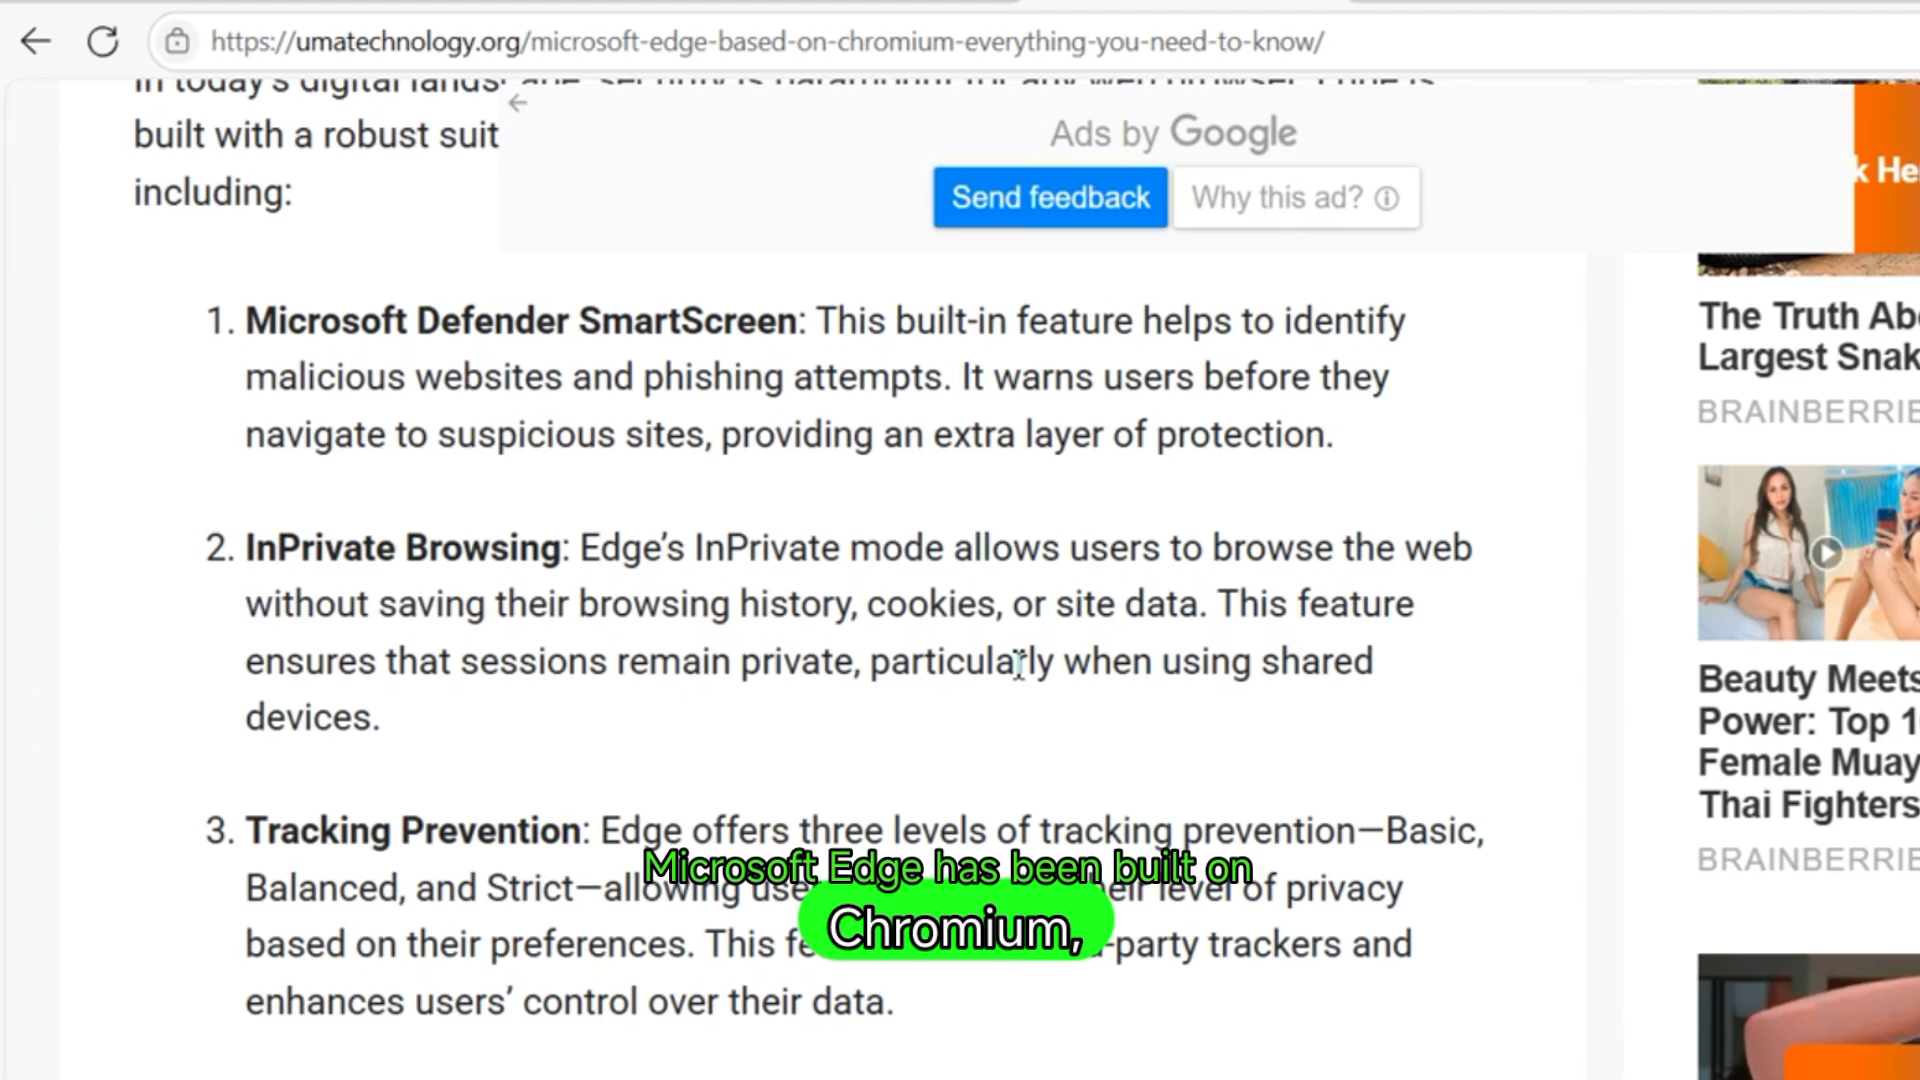 https://umatechnology.org/microsoft-edge-based-on-chromium-everything-you-need-to-know/
In today's digital
built with a robust suit
including:
Ads by Google
Send feedback
Why this ad?
1. Microsoft Defender SmartScreen: This built-in feature helps to identify
malicious websites and phishing attempts. It warns users before they
navigate to suspicious sites, providing an extra layer of protection.
2. InPrivate Browsing: Edge’s InPrivate mode allows users to browse the web
without saving their browsing history, cookies, or site data. This feature
ensures that sessions remain private, particularly when using shared
devices.
3. Tracking Prevention: Edge offers three levels of tracking prevention—Basic,
Balanced, and Strict—allowing level of privacy
based on their preferences. This -party trackers and
enhances users’ control over their data.
Microsoft Edge has been built on
Chromium,
k He
The Truth Ab
Largest Snak
BRAINBERRIE
Beauty Meets
Power: Top 1
Female Muay
Thai Fighters
BRAINBERRIE